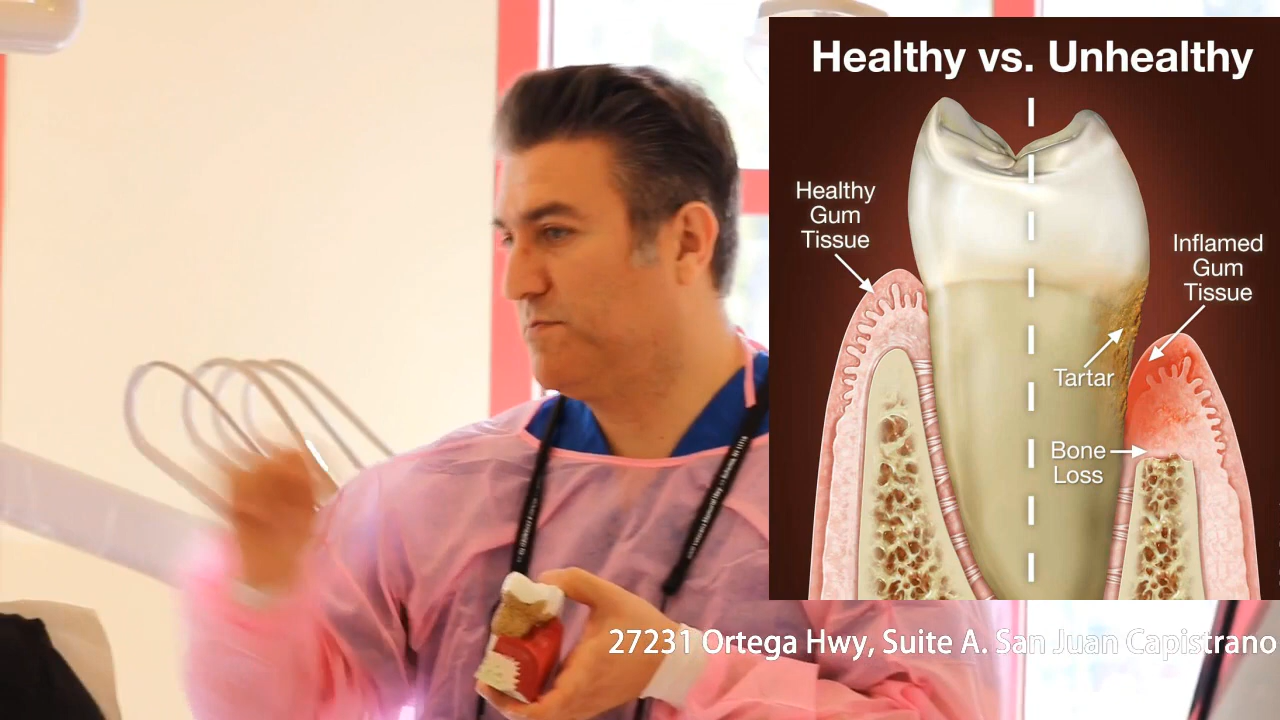 Healthy vs. Unhealthy
Healthy
Gum
Tissue
Inflamed
Gum
Tissue
Tartar
Bone
Loss
27231 Ortega Hwy, Suite A. San Juan Capistrano